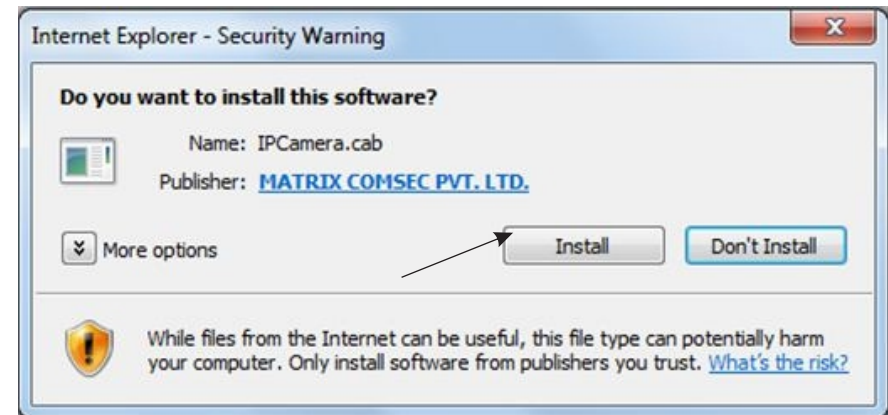 Internet Explorer - Security Warning
Do you want to install this software?
Name: IPCamera.cab
Publisher: MATRIX COMSEC PVT. LTD.
More options
Install
Don't Install
While files from the Internet can be useful, this file type can potentially harm
your computer. Only install software from publishers you trust. What's the risk?